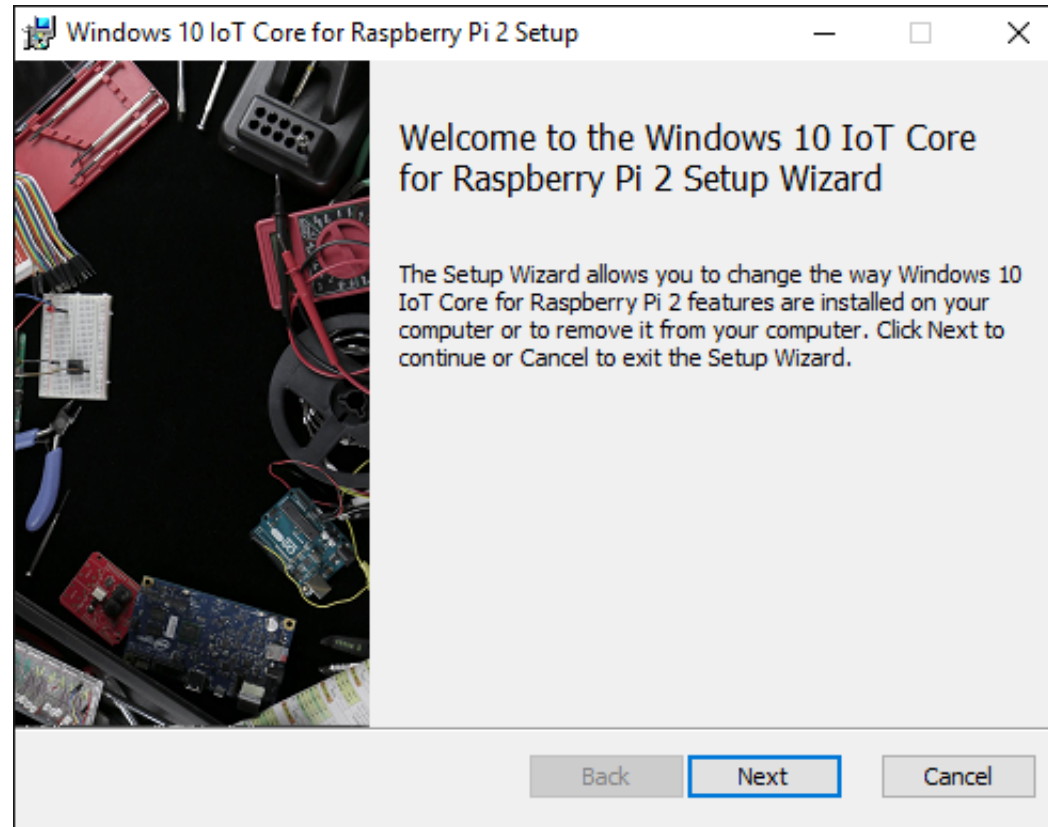 Windows 10 IoT Core for Raspberry Pi 2 Setup
Welcome to the Windows 10 IoT Core
for Raspberry Pi 2 Setup Wizard
The Setup Wizard allows you to change the way Windows 10
IoT Core for Raspberry Pi 2 features are installed on your
computer or to remove it from your computer. Click Next to
continue or Cancel to exit the Setup Wizard.
Back
Next
Cancel